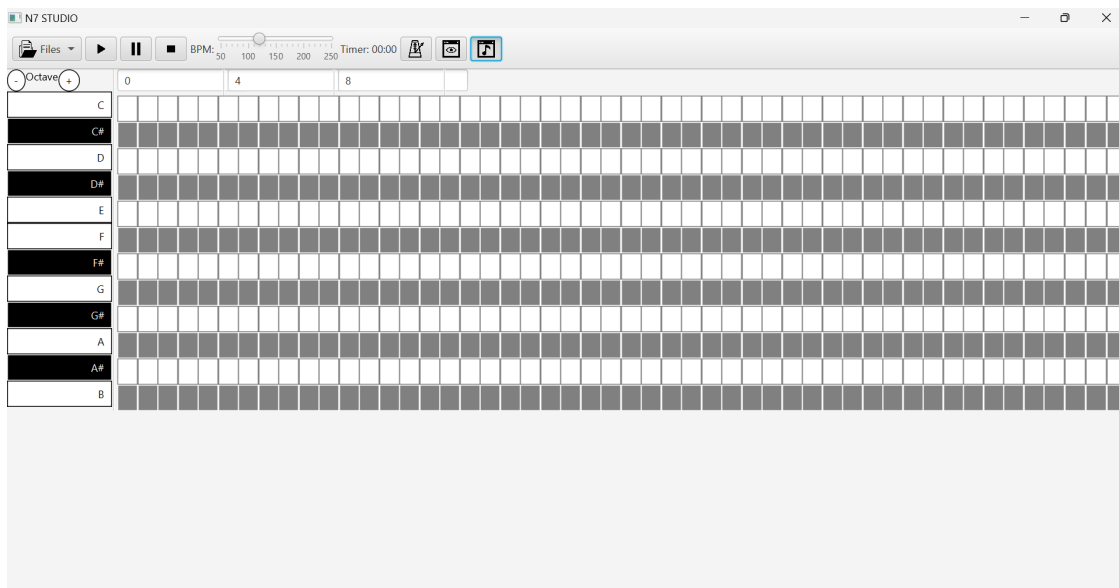 N7 STUDIO
Files BPM: 50 100 150 200 250 Timer: 00:00
- Octave + 0 4 8
C
C#
D
D#
E
F
F#
G
G#
A
A#
B